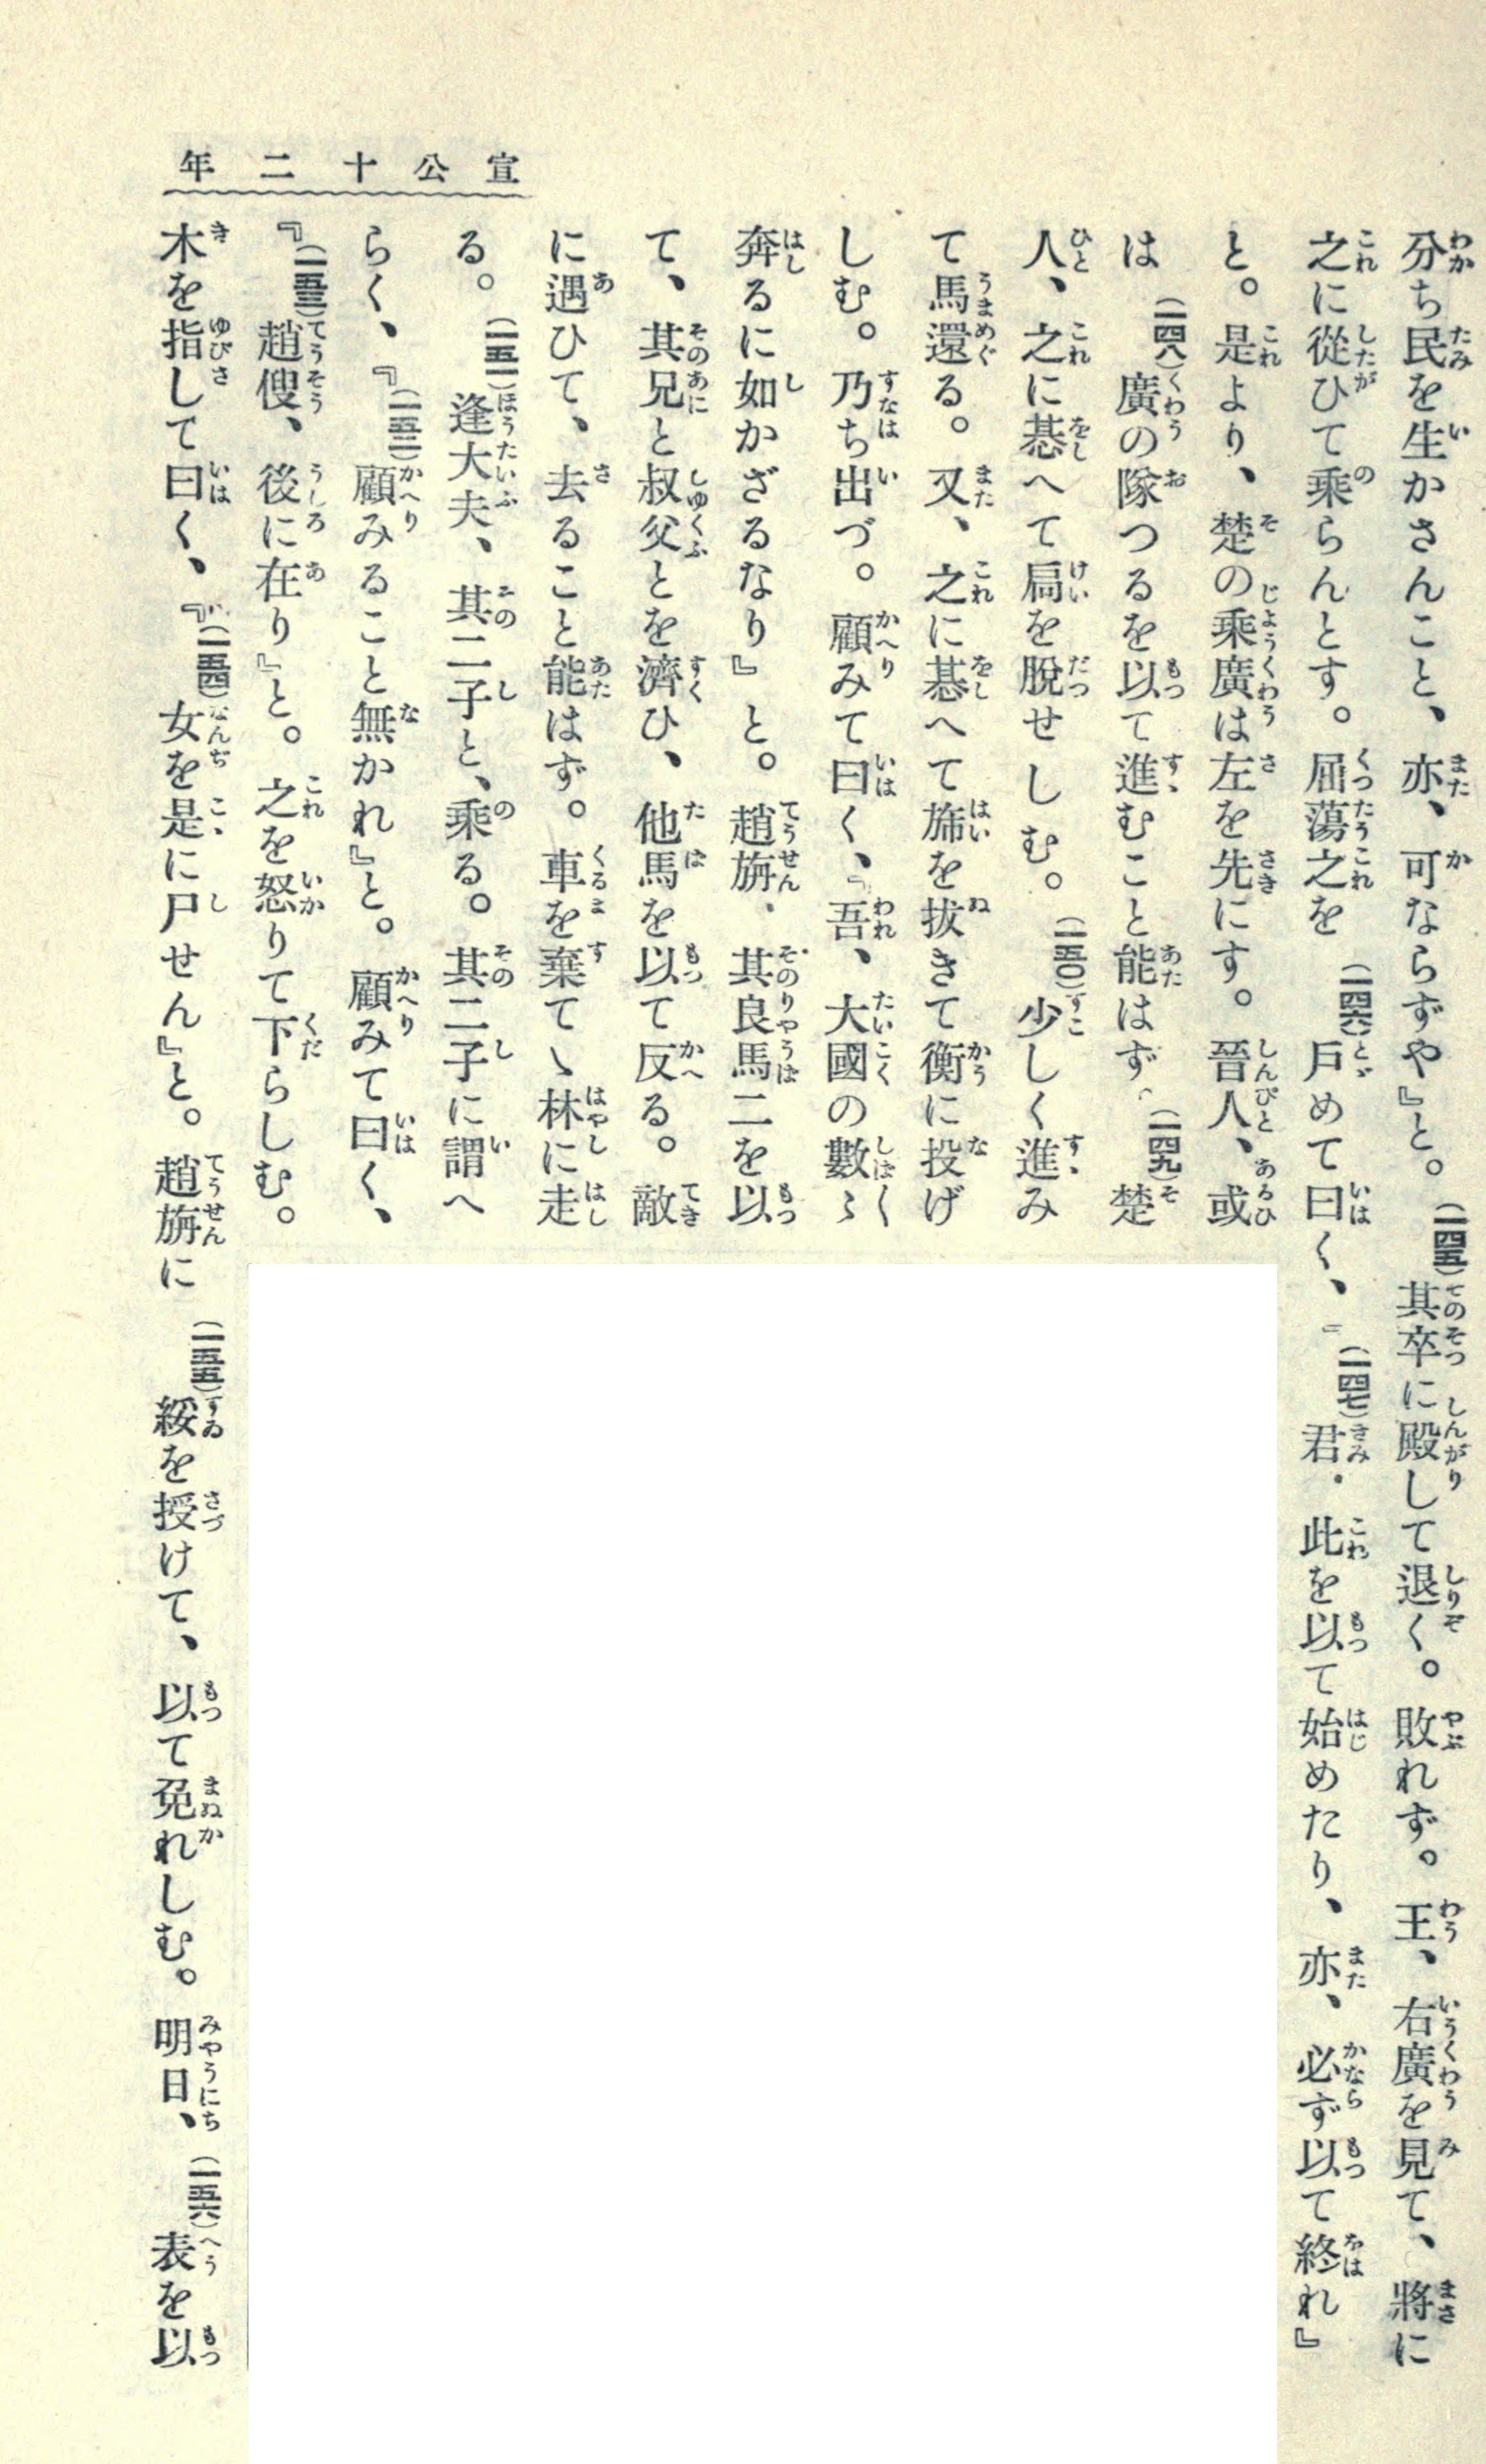 宣公十二年
分ち民を生かさんこと、亦、可ならずや』と。(一四五)其卒に殿して退く。敗れず。王、右廣を見て、將に
之に從ひて乘らんとす。屈蕩之を(一四六)戶めて曰く、『(一四七)君・此を以て始めたり、亦、必ず以て終れ』
と。是より、楚の乘廣は左を先にす。晉人、或
は(一四八)廣の隊つるを以て進むこと能はず。(一四九)楚
人、之に惎へて扃を脫せしむ。(一五〇)少しく進み
て馬還る。又、之に惎へて旆を拔きて衡に投げ
しむ。乃ち出づ。顧みて曰く、『吾、大國の數〻
奔るに如かざるなり』と。趙旃・其良馬二を以
て、其兄と叔父とを濟ひ、他馬を以て反る。敵
に遇ひて、去ること能はず。車を棄てゝ林に走
る。(一五一)逢大夫、其二子と、乘る。其二子に謂へ
らく、『(一五二)顧みること無かれ』と。顧みて曰く、
『(一五三)趙傁、後に在り』と。之を怒りて下らしむ。
木を指して曰く、『(一五四)女を是に尸せん』と。趙旃に(一五五)綏を授けて、以て免れしむ。明日、(一五六)表を以